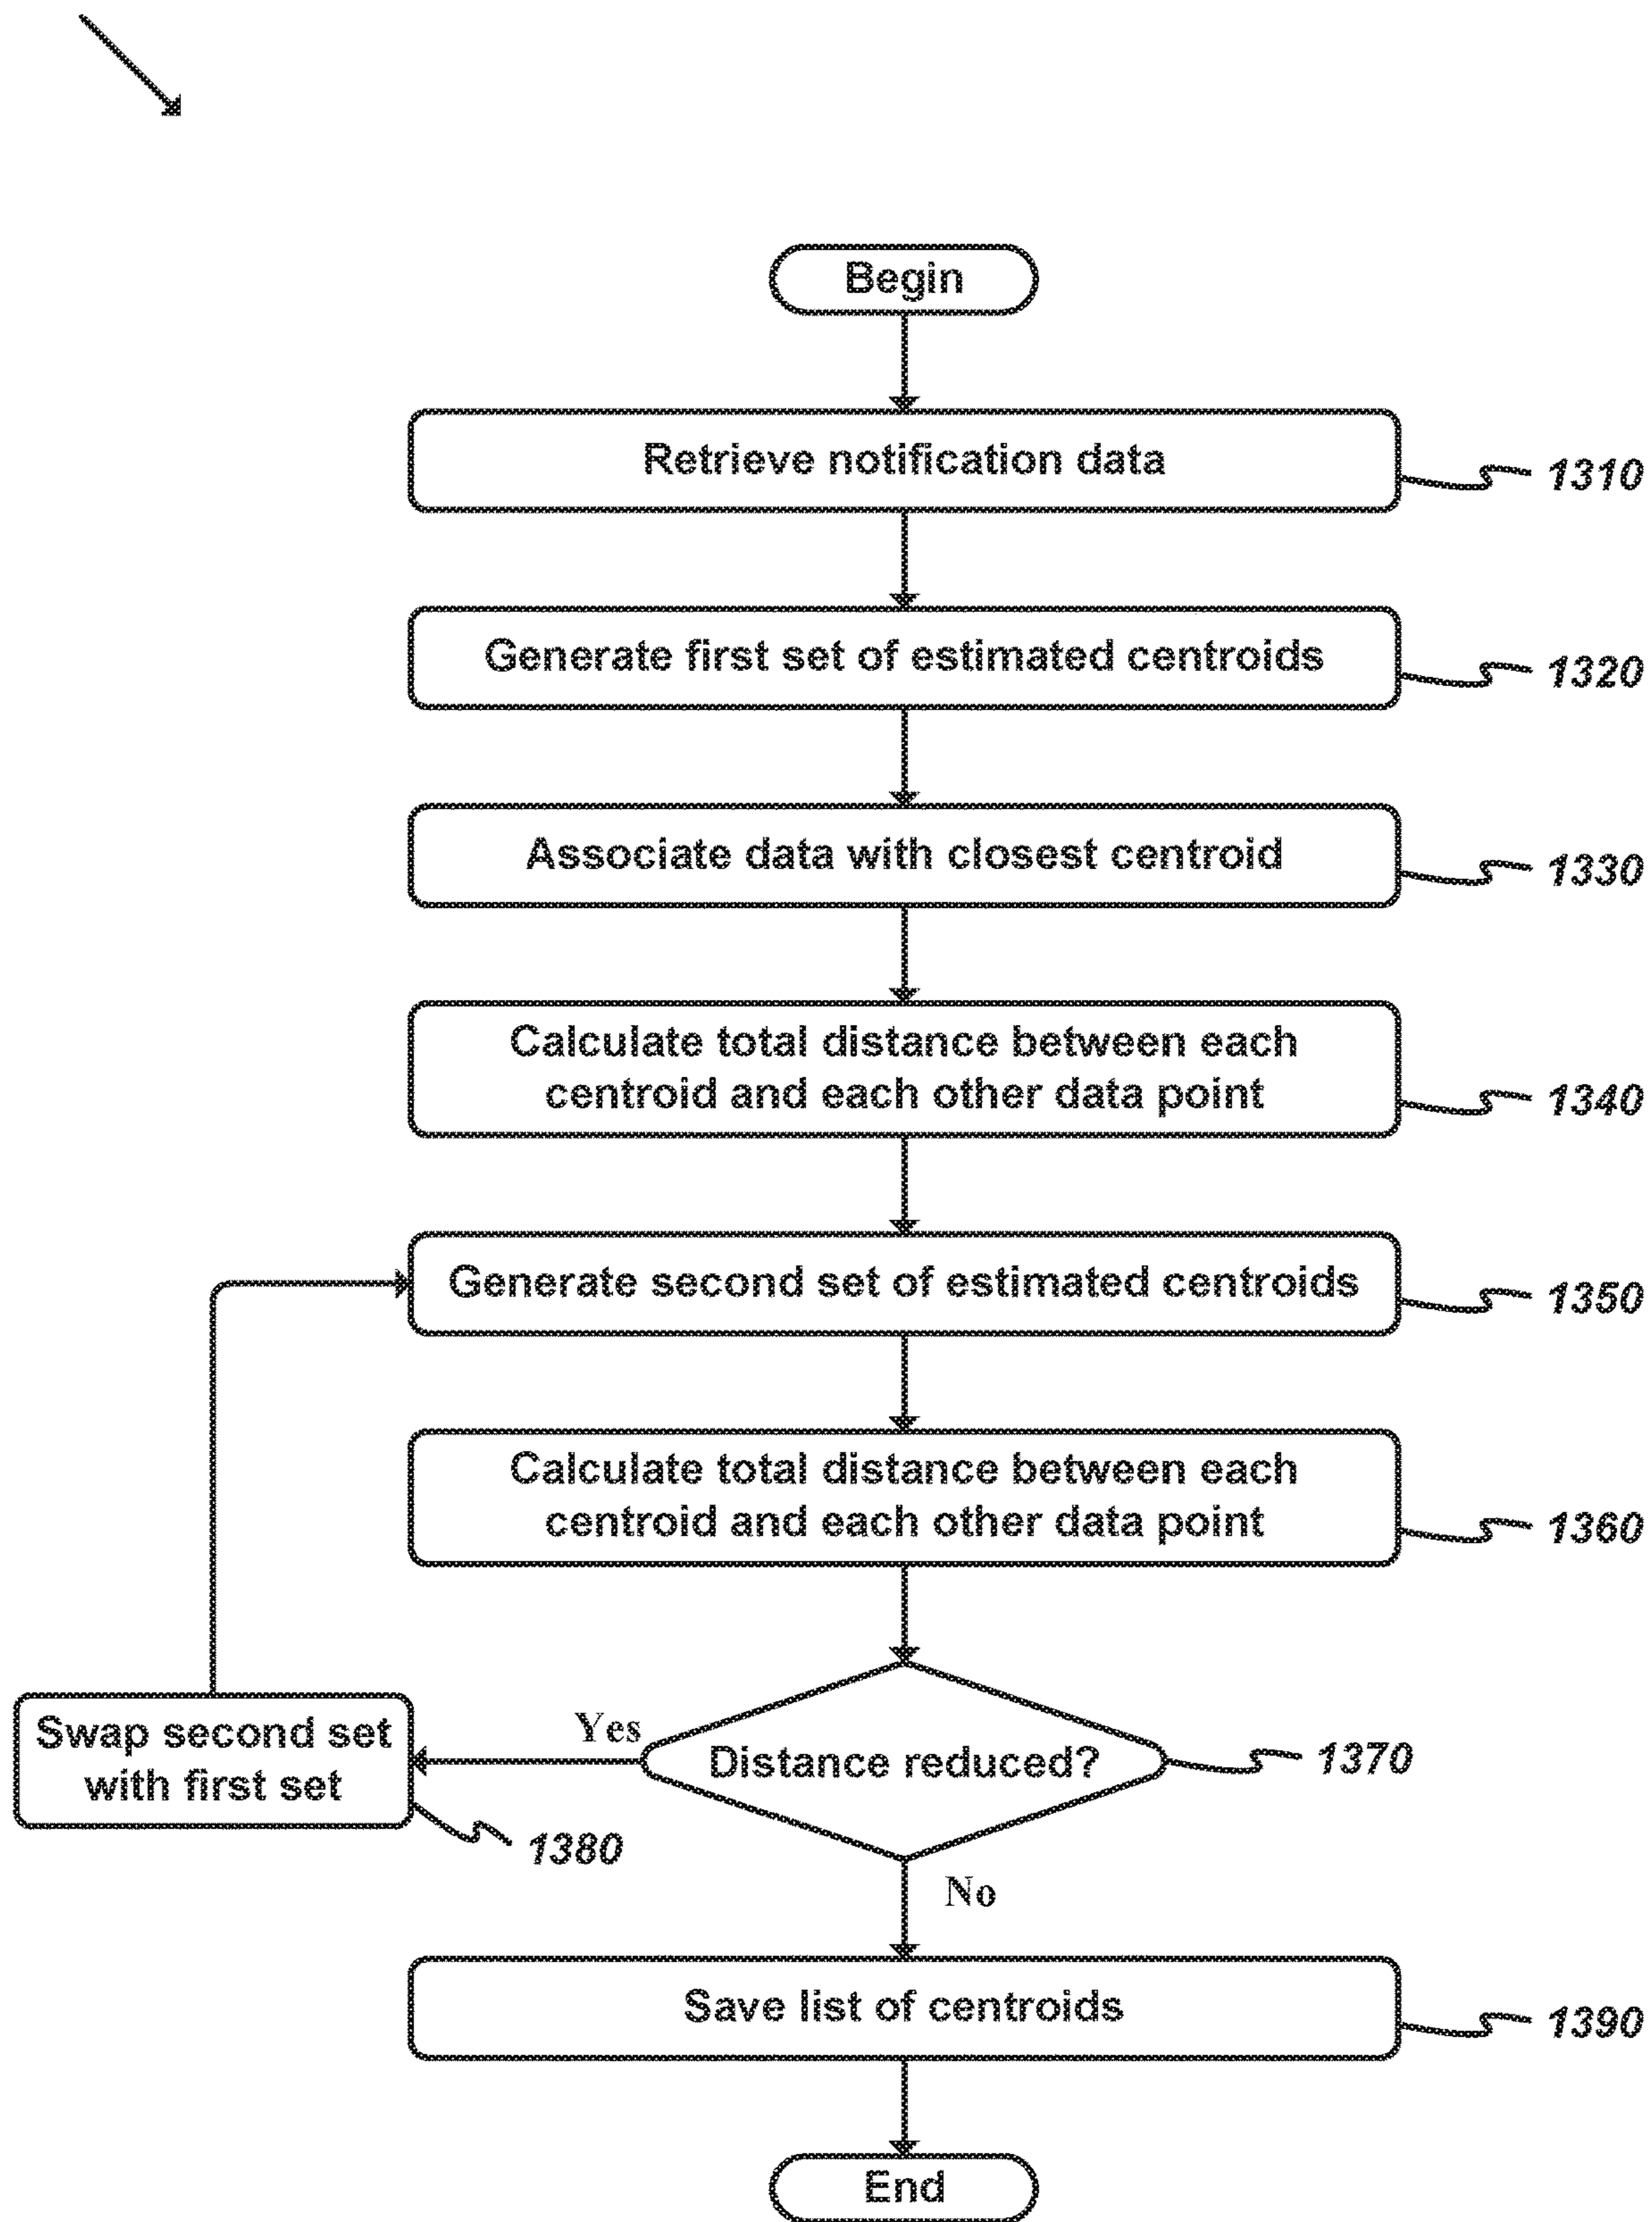 Begin
Retrieve notification data
1310
Generate first set of estimated centroids
1320
Associate data with closest centroid
1330
Calculate total distance between each
centroid and each other data point
1340
Generate second set of estimated centroids
1350
Calculate total distance between each
centroid and each other data point
1360
Distance reduced?
1370
Yes
Swap second set
with first set
1380
No
Save list of centroids
1390
End